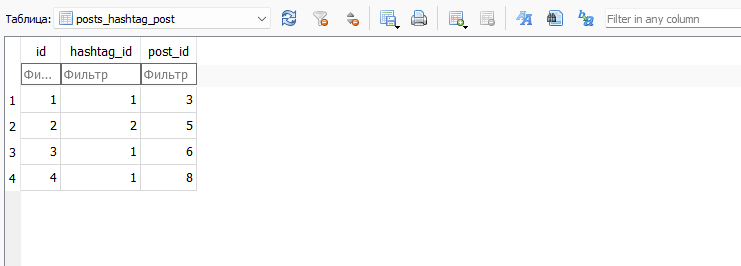 Таблица: posts_hashtag_post Filter in any column
id hashtag_id post_id
Фи... Фильтр Фильтр
1 1 1 3
2 2 2 5
3 3 1 6
4 4 1 8